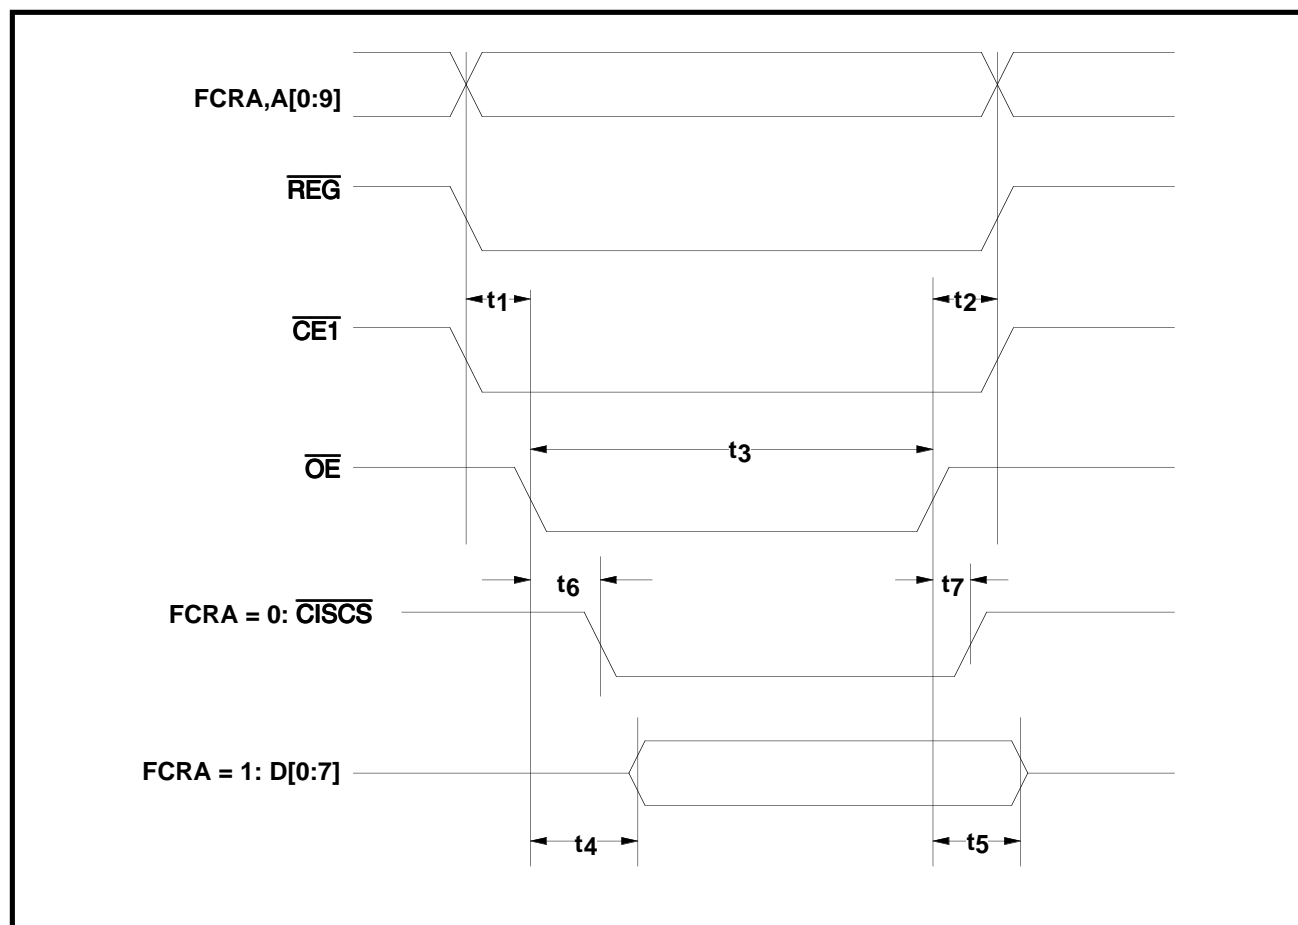 FCRA,A[0:9]
REG
t1 t2
CE1
t3
OE
t6 t7
FCRA = 0: CISCS
FCRA = 1: D[0:7]
t4 t5